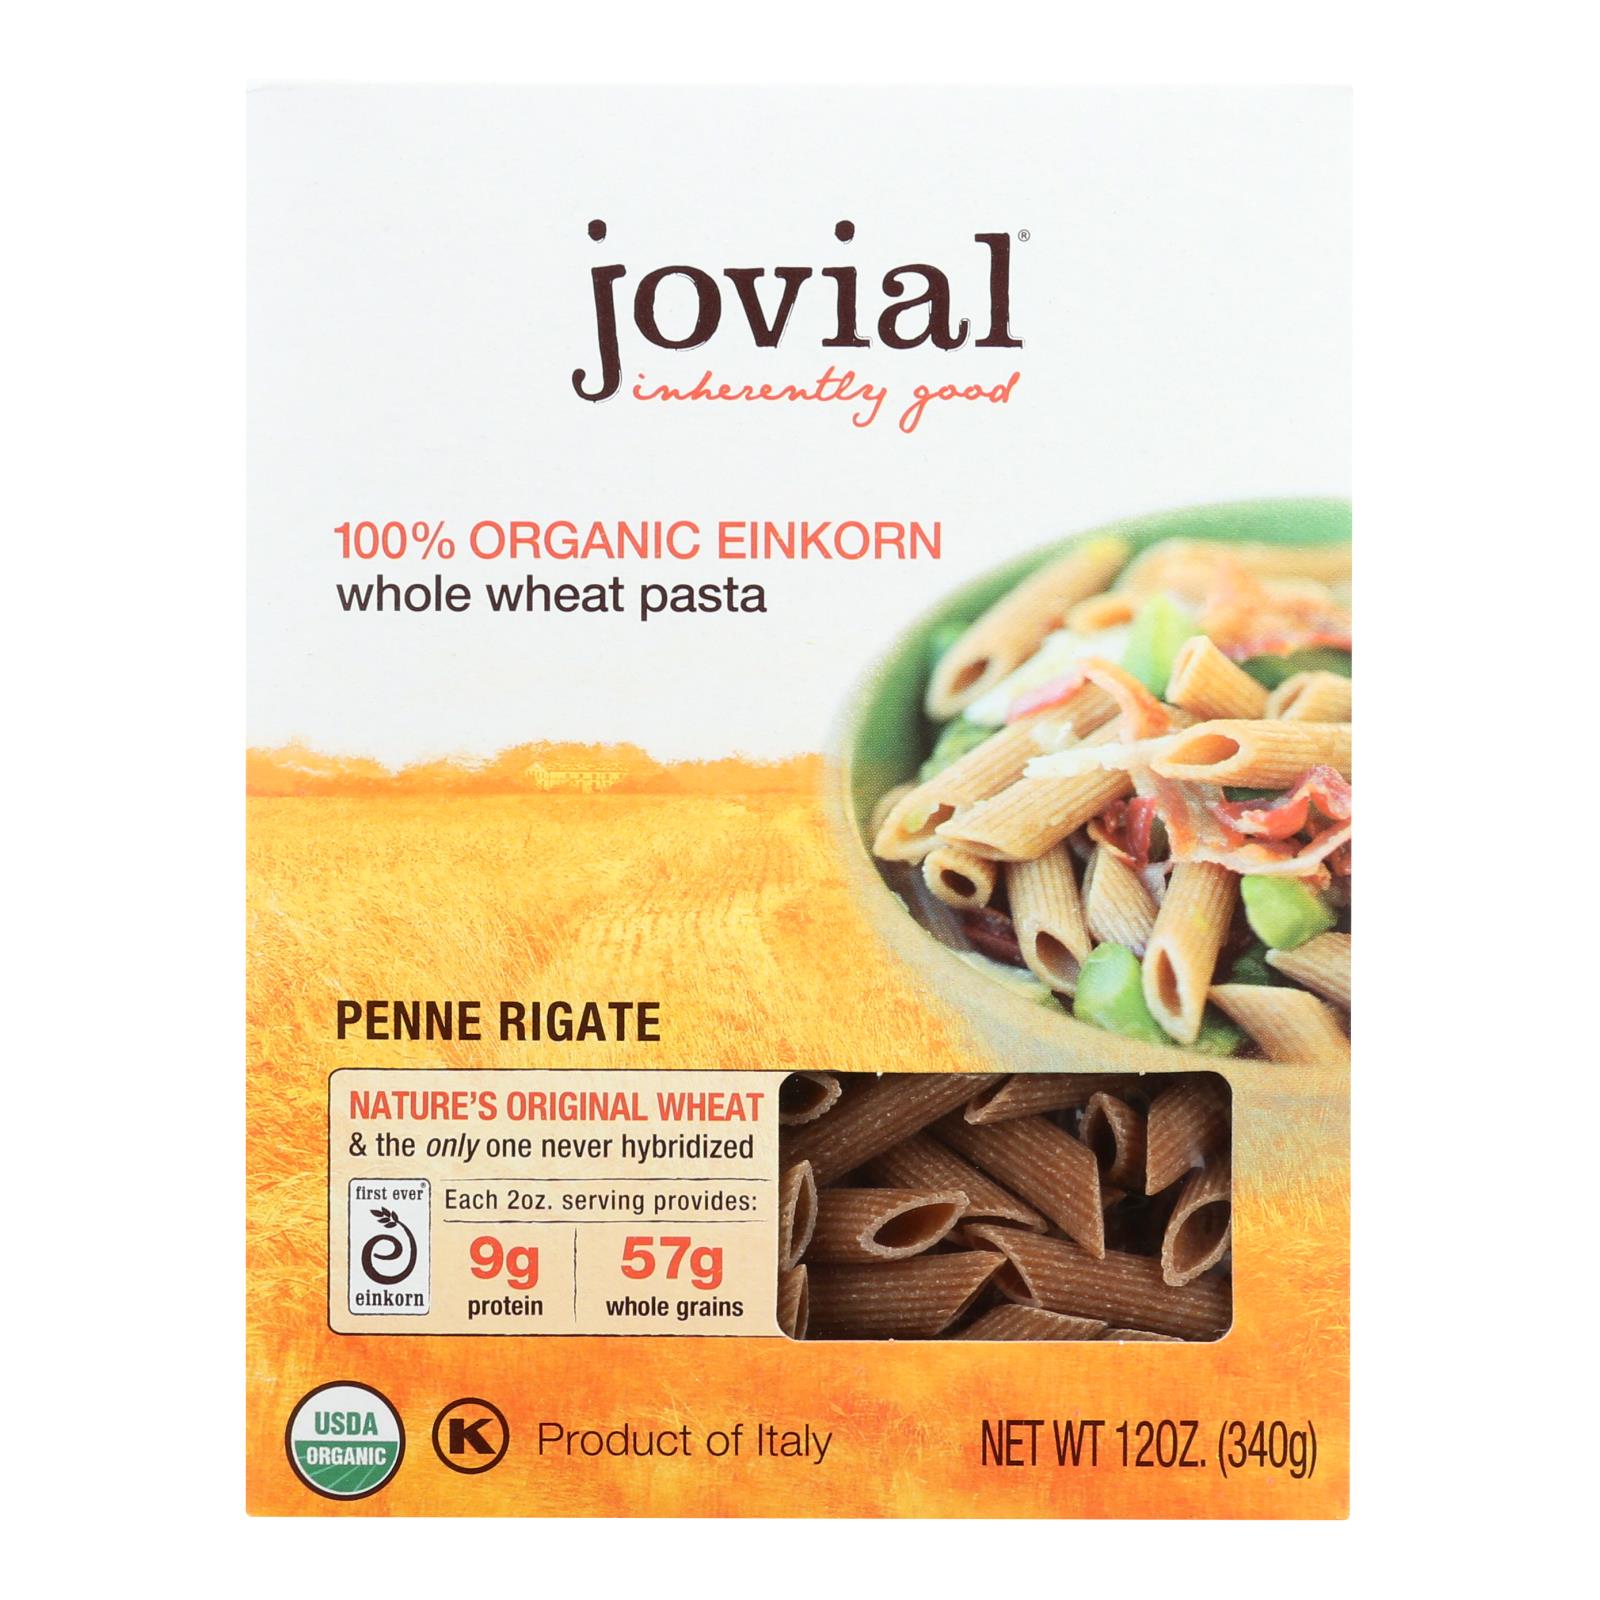 jovial®
inherently good
100% ORGANIC EINKORN
whole wheat pasta
PENNE RIGATE
NATURE'S ORIGINAL WHEAT
& the only one never hybridized
first ever®
e
einkorn
Each 2oz. serving provides:
9g
protein
57g
whole grains
USDA
ORGANIC
K
Product of Italy
NET WT 12OZ. (340g)